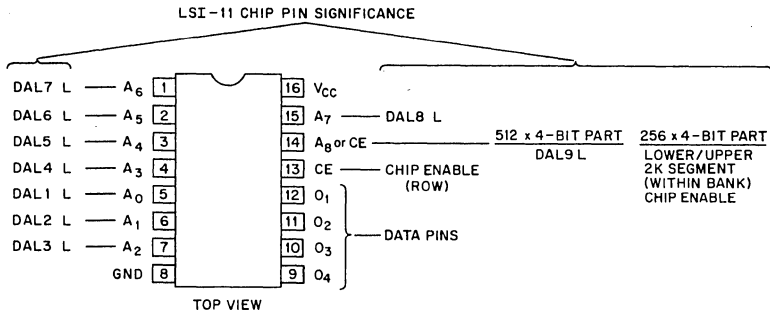 LSI-11 CHIP PIN SIGNIFICANCE
DAL7 L A6 1 16 VCC
DAL6 L A5 2 15 A7 DAL8 L
DAL5 L A4 3 14 A8 or CE 512 x 4-BIT PART 256 x 4-BIT PART
DAL9 L LOWER/UPPER
DAL4 L A3 4 13 CE CHIP ENABLE 2K SEGMENT
(ROW) (WITHIN BANK)
CHIP ENABLE
DAL1 L A0 5 12 O1
DAL2 L A1 6 11 O2
DATA PINS
DAL3 L A2 7 10 O3
GND 8 9 O4
TOP VIEW